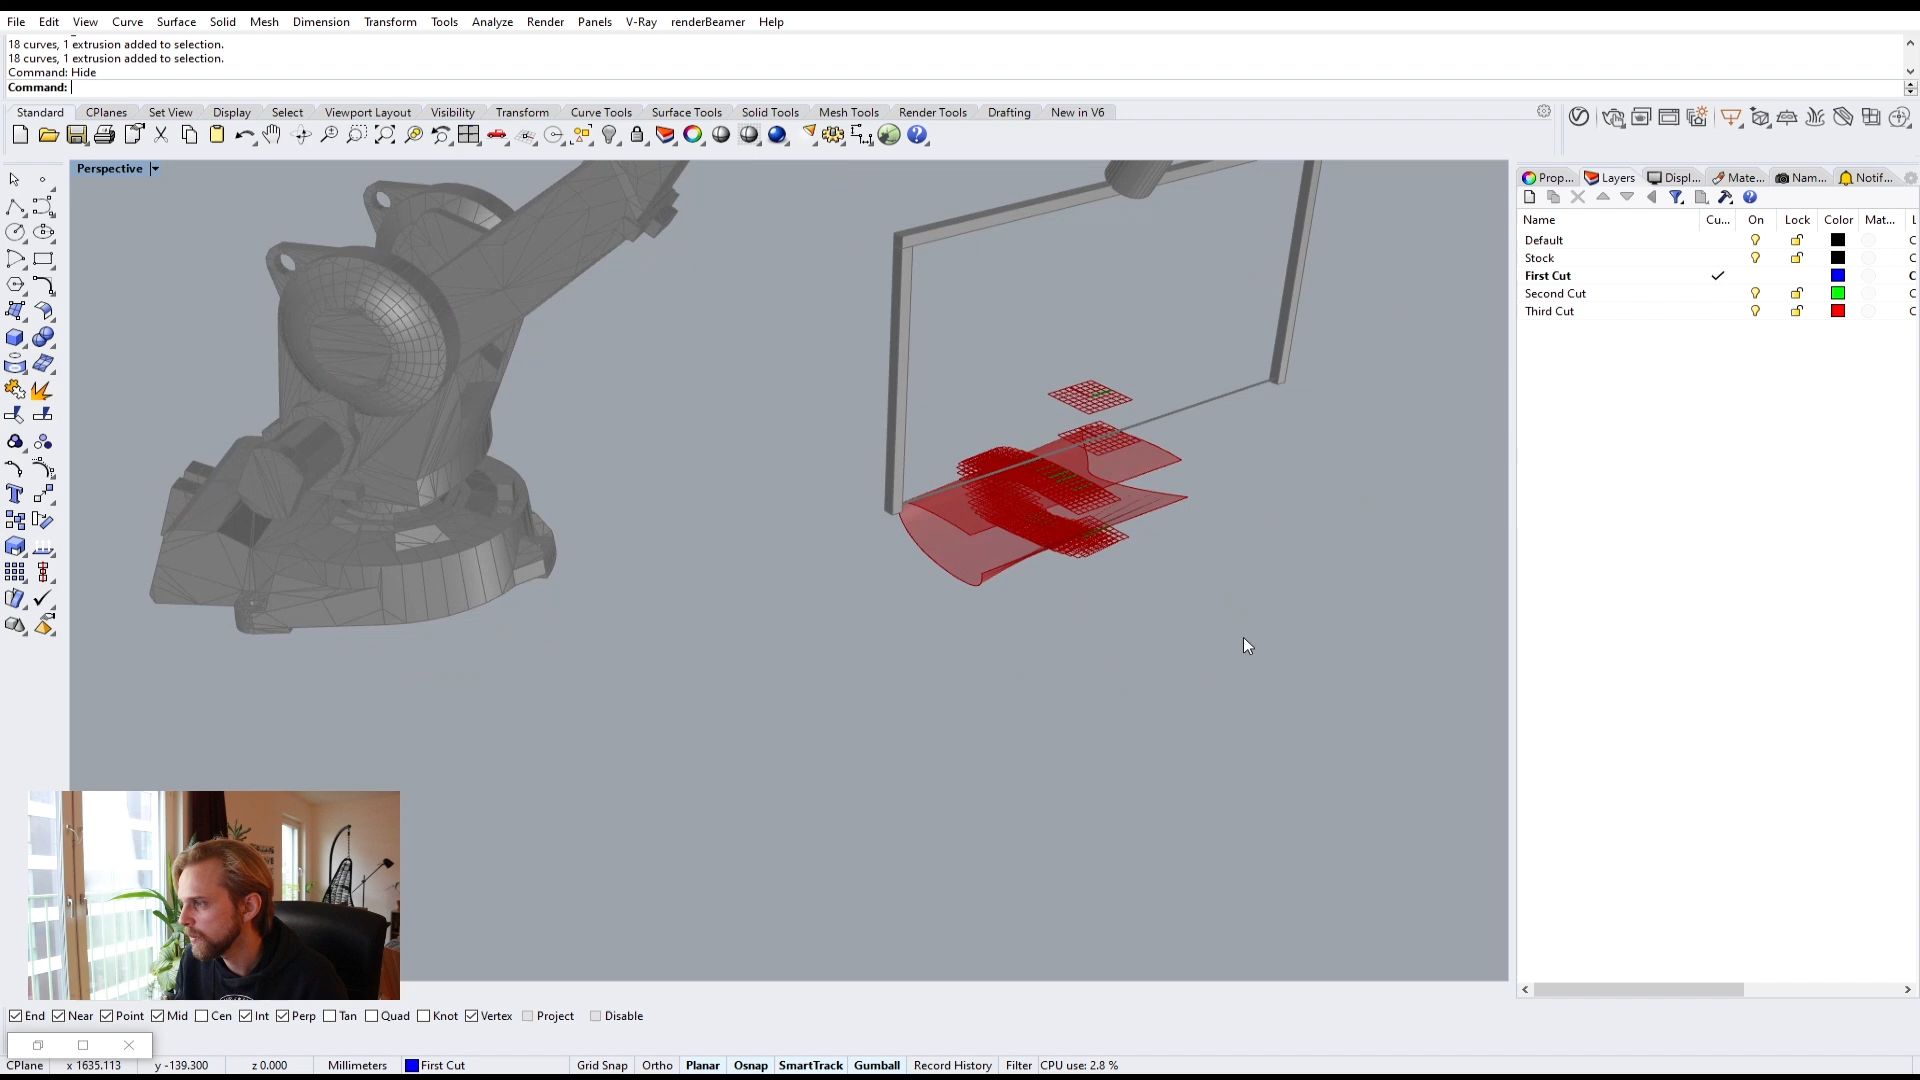 File Edit View Curve Surface Solid Mesh Dimension Transform Tools Analyze Render Panels V-Ray renderBeamer Help
18 curves, 1 extrusion added to selection.
18 curves, 1 extrusion added to selection.
Command: Hide
Command:
Standard CPlanes Set View Display Select Viewport Layout Visibility Transform Curve Tools Surface Tools Solid Tools Mesh Tools Render Tools Drafting New in V6
Perspective
Prop... Layers Displ... Mate... Nam... Notif...
Name Cu... On Lock Color Mat... L
Default C
Stock C
First Cut C
Second Cut C
Third Cut C
End Near Point Mid Cen Int Perp Tan Quad Knot Vertex Project Disable
CPlane x 1635.113 y -139.300 z 0.000 Millimeters First Cut Grid Snap Ortho Planar Osnap SmartTrack Gumball Record History Filter CPU use: 2.8 %